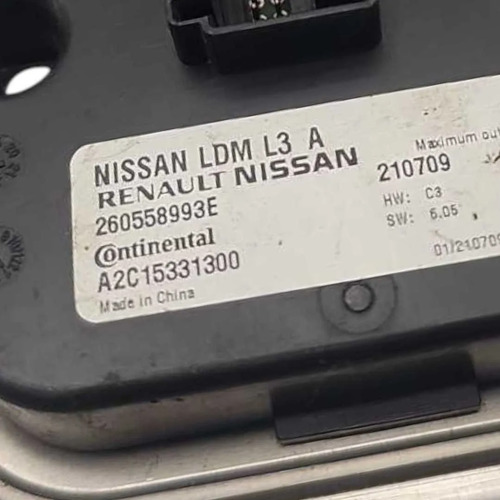 NISSAN LDM L3 A
RENAULT NISSAN
260558993E
Continental
A2C15331300
Made in China
Maximum out
210709
HW: C3
SW: 6.05
01/210709